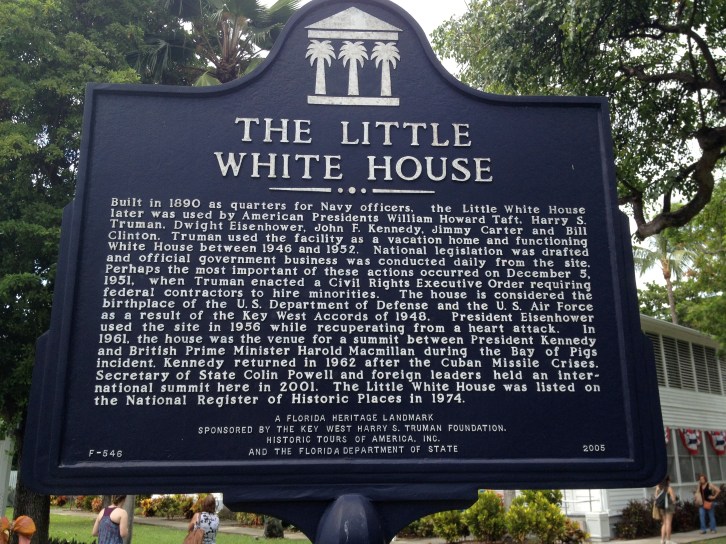 THE LITTLE
WHITE HOUSE
Built in 1890 as quarters for Navy officers, the Little White House
later was used by American Presidents William Howard Taft, Harry S.
Truman, Dwight Eisenhower, John F. Kennedy, Jimmy Carter and Bill
Clinton. Truman used the facility as a vacation home and functioning
White House between 1946 and 1952. National legislation was drafted
and official government business was conducted daily from the site.
Perhaps the most important of these actions occurred on December 5,
1951, when Truman enacted a Civil Rights Executive Order requiring
federal contractors to hire minorities. The house is considered the
birthplace of the U.S. Department of Defense and the U.S. Air Force
as a result of the Key West Accords of 1948. President Eisenhower
used the site in 1956 while recuperating from a heart attack. In
1961, the house was the venue for a summit between President Kennedy
and British Prime Minister Harold Macmillan during the Bay of Pigs
incident. Kennedy returned in 1962 after the Cuban Missile Crises.
Secretary of State Colin Powell and foreign leaders held an inter-
national summit here in 2001. The Little White House was listed on
the National Register of Historic Places in 1974.
A FLORIDA HERITAGE LANDMARK
SPONSORED BY THE KEY WEST HARRY S. TRUMAN FOUNDATION,
HISTORIC TOURS OF AMERICA, INC.
F-546 AND THE FLORIDA DEPARTMENT OF STATE 2005